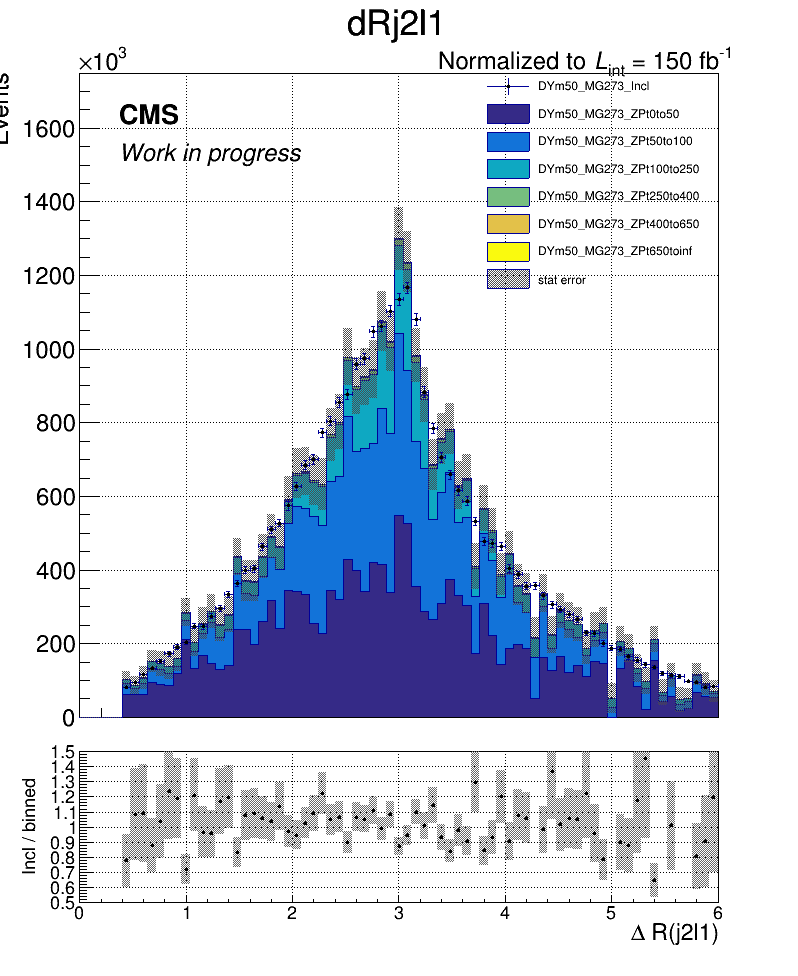 dRj2l1
×10³
Normalized to L_int = 150 fb⁻¹
Events
CMS
Work in progress
DYm50_MG273_Incl
DYm50_MG273_ZPt0to50
DYm50_MG273_ZPt50to100
DYm50_MG273_ZPt100to250
DYm50_MG273_ZPt250to400
DYm50_MG273_ZPt400to650
DYm50_MG273_ZPt650toinf
stat error
1600
1400
1200
1000
800
600
400
200
0
Incl / binned
1.5
1.4
1.3
1.2
1.1
1
0.9
0.8
0.7
0.6
0.5
0 1 2 3 4 5 6
Δ R(j2l1)